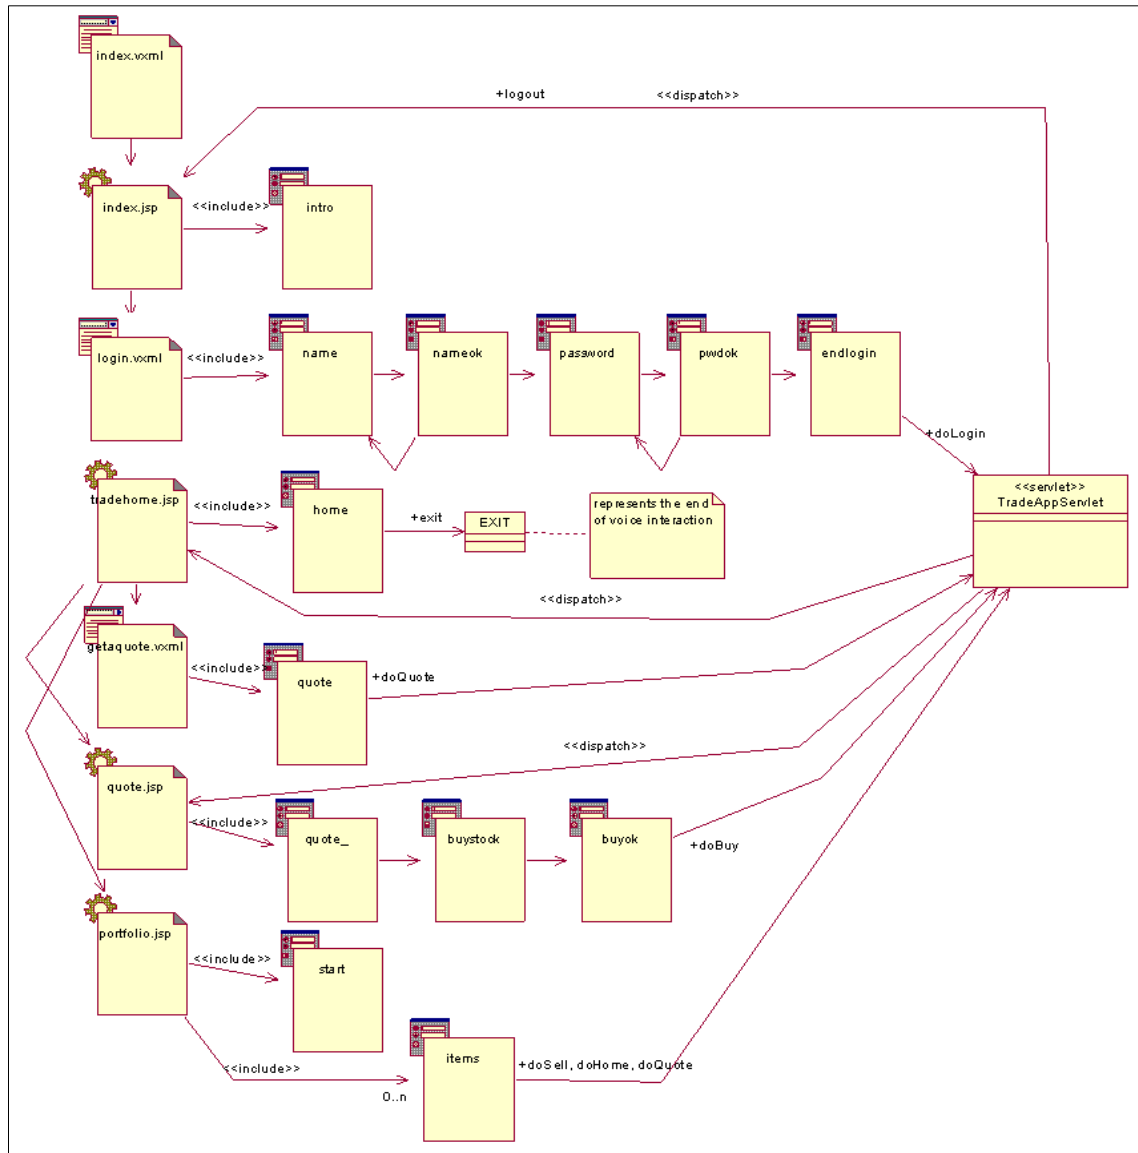 index.vxml
+logout
<<dispatch>>
index.jsp
<<include>>
intro
login.vxml
<<include>>
name
nameok
password
pwdok
endlogin
+doLogin
<<servlet>>
TradeAppServlet
tradehome.jsp
<<include>>
home
+exit
EXIT
represents the end
of voice interaction
<<dispatch>>
getaquote.vxml
<<include>>
quote
+doQuote
<<dispatch>>
quote.jsp
<<include>>
quote_
buystock
buyok
+doBuy
portfolio.jsp
<<include>>
start
<<include>>
0..n
items
+doSell, doHome, doQuote